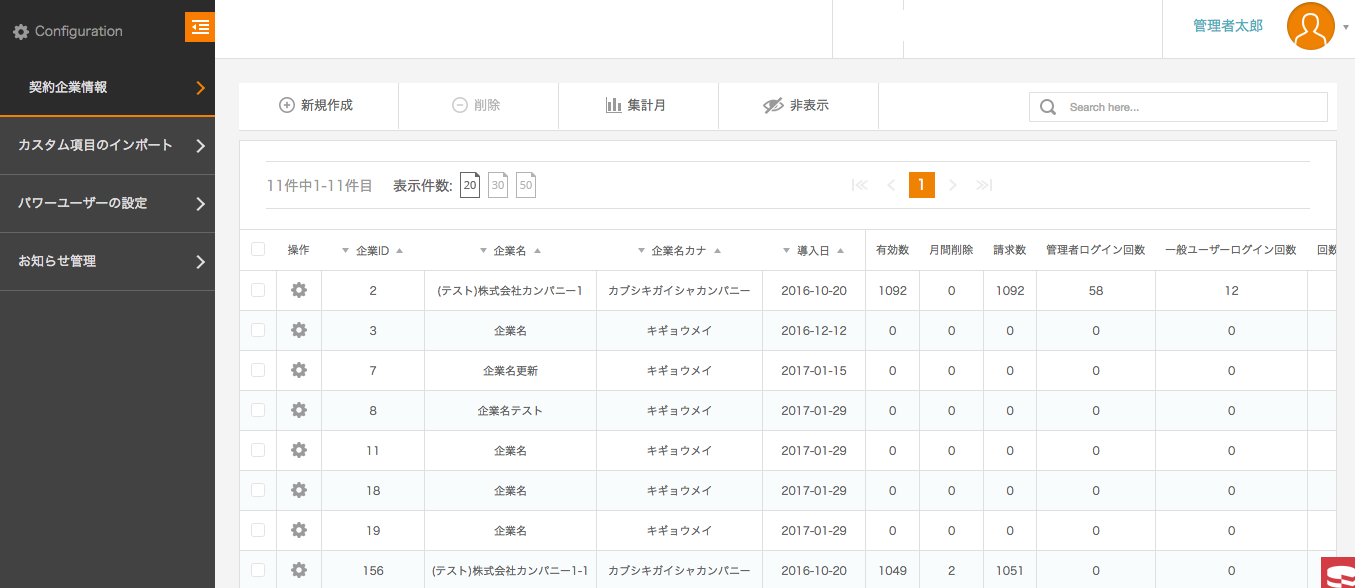 Configuration
管理者太郎
契約企業情報
カスタム項目のインポート
パワーユーザーの設定
お知らせ管理
新規作成 削除 集計月 非表示 Search here...
11件中1-11件目 表示件数: 20 30 50 1
操作 企業ID 企業名 企業名カナ 導入日 有効数 月間削除 請求数 管理者ログイン回数 一般ユーザーログイン回数 回数
2 (テスト)株式会社カンパニー1 カブシキガイシャカンパニー 2016-10-20 1092 0 1092 58 12
3 企業名 キギョウメイ 2016-12-12 0 0 0 0 0
7 企業名更新 キギョウメイ 2017-01-15 0 0 0 0 0
8 企業名テスト キギョウメイ 2017-01-29 0 0 0 0 0
11 企業名 キギョウメイ 2017-01-29 0 0 0 0 0
18 企業名 キギョウメイ 2017-01-29 0 0 0 0 0
19 企業名 キギョウメイ 2017-01-29 0 0 0 0 0
156 (テスト)株式会社カンパニー1-1 カブシキガイシャカンパニー 2016-10-20 1049 2 1051 0 0